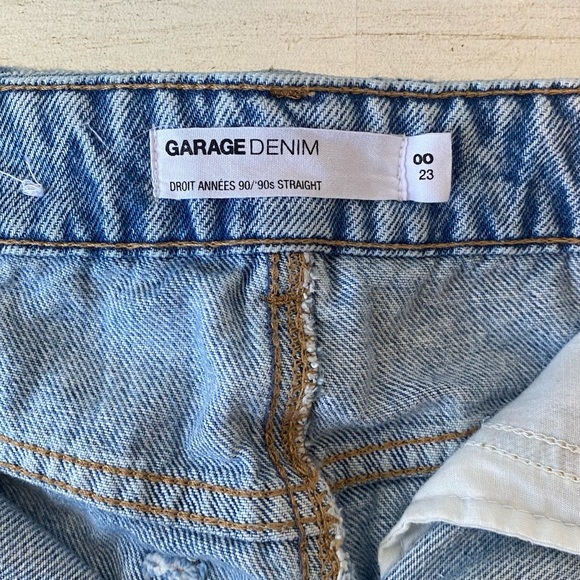 GARAGE DENIM
DROIT ANNÉES 90/'90s STRAIGHT
00
23